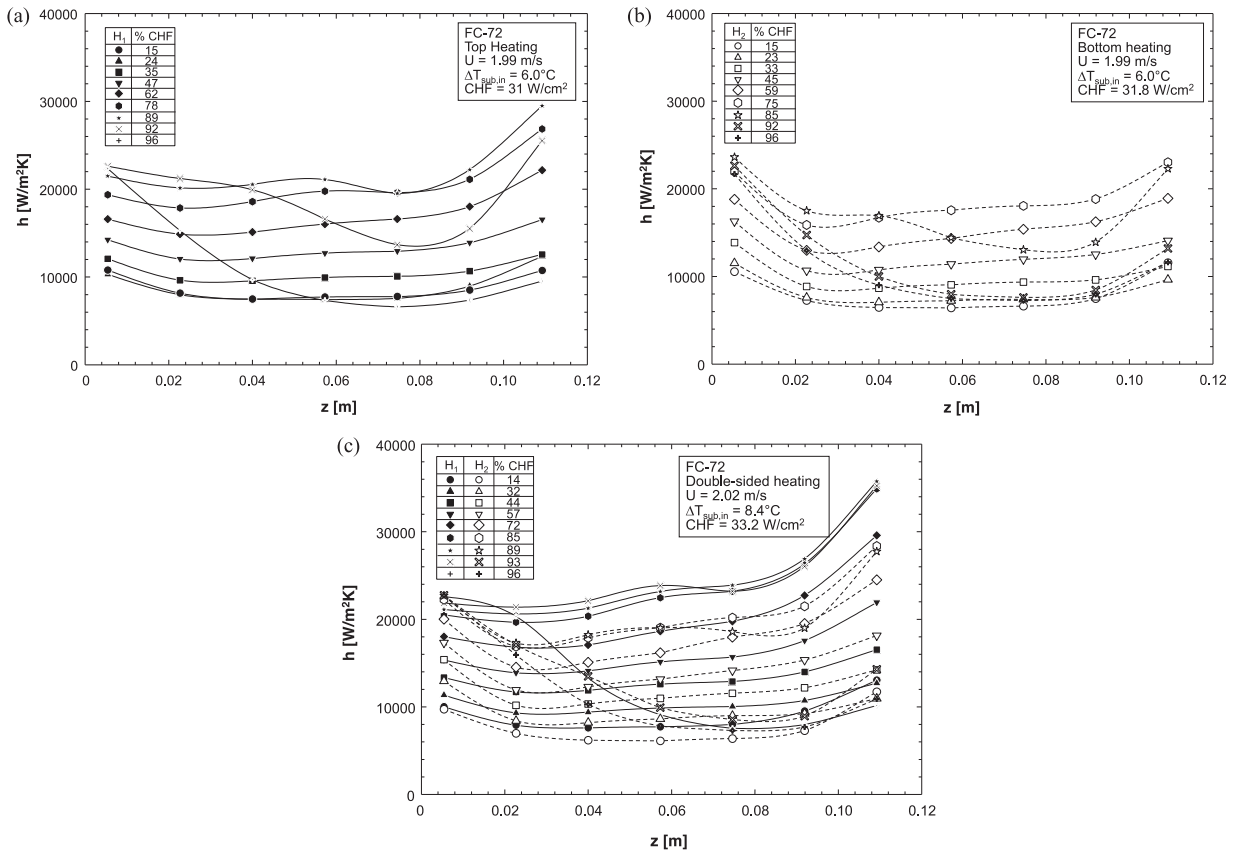 (a)
40000
30000
20000
10000
0
h [W/m²K]
0 0.02 0.04 0.06 0.08 0.10 0.12
z [m]
H₁ % CHF
15
24
35
47
62
78
89
92
96
FC-72
Top Heating
U = 1.99 m/s
ΔT_sub,in = 6.0°C
CHF = 31 W/cm²
(b)
40000
30000
20000
10000
0
h [W/m²K]
0 0.02 0.04 0.06 0.08 0.10 0.12
z [m]
H₂ % CHF
15
23
33
45
59
75
85
92
96
FC-72
Bottom heating
U = 1.99 m/s
ΔT_sub,in = 6.0°C
CHF = 31.8 W/cm²
(c)
40000
30000
20000
10000
0
h [W/m²K]
0 0.02 0.04 0.06 0.08 0.10 0.12
z [m]
H₁ H₂ % CHF
14
32
44
57
72
85
89
93
96
FC-72
Double-sided heating
U = 2.02 m/s
ΔT_sub,in = 8.4°C
CHF = 33.2 W/cm²